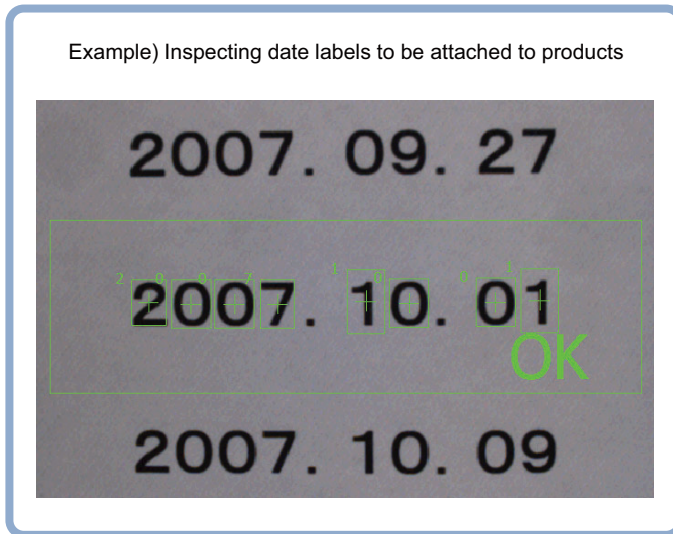 Example) Inspecting date labels to be attached to products
2007. 09. 27
2 0 0 7 1 0 0 1
2007. 10. 01
OK
2007. 10. 09